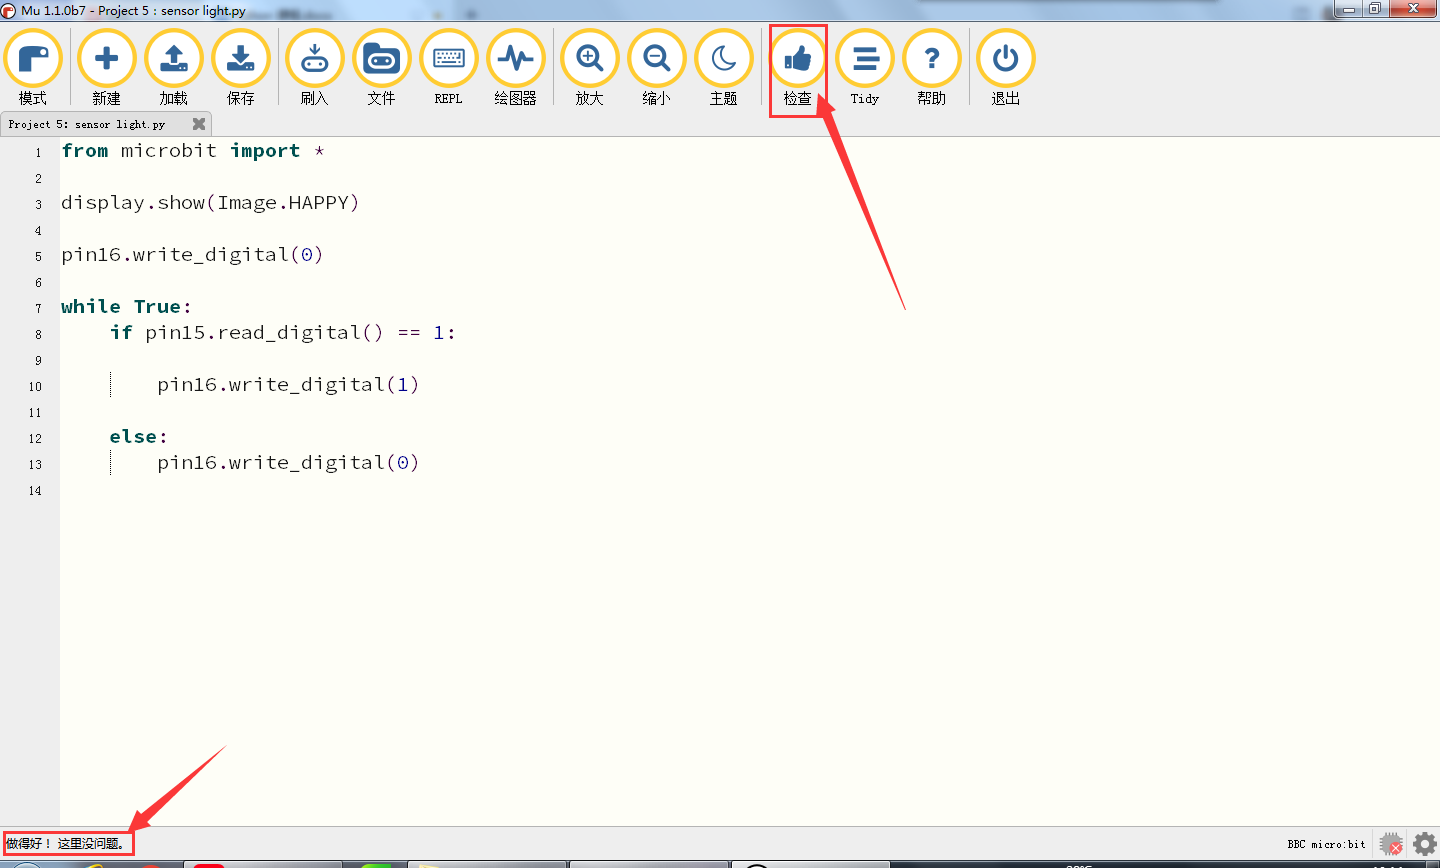 Mu 1.1.0b7 - Project 5：sensor light.py
模式 新建 加载 保存 刷入 文件 REPL 绘图器 放大 缩小 主题 检查 Tidy 帮助 退出
Project 5：sensor light.py
1 from microbit import *
2
3 display.show(Image.HAPPY)
4
5 pin16.write_digital(0)
6
7 while True:
8 if pin15.read_digital() == 1:
9
10 pin16.write_digital(1)
11
12 else:
13 pin16.write_digital(0)
14
做得好！ 这里没问题。
BBC micro:bit